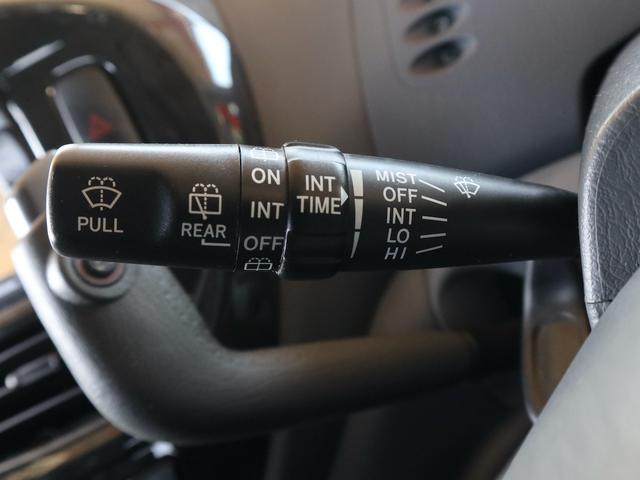 PULL
REAR
ON
INT
OFF
INT
TIME
MIST
OFF
INT
LO
HI